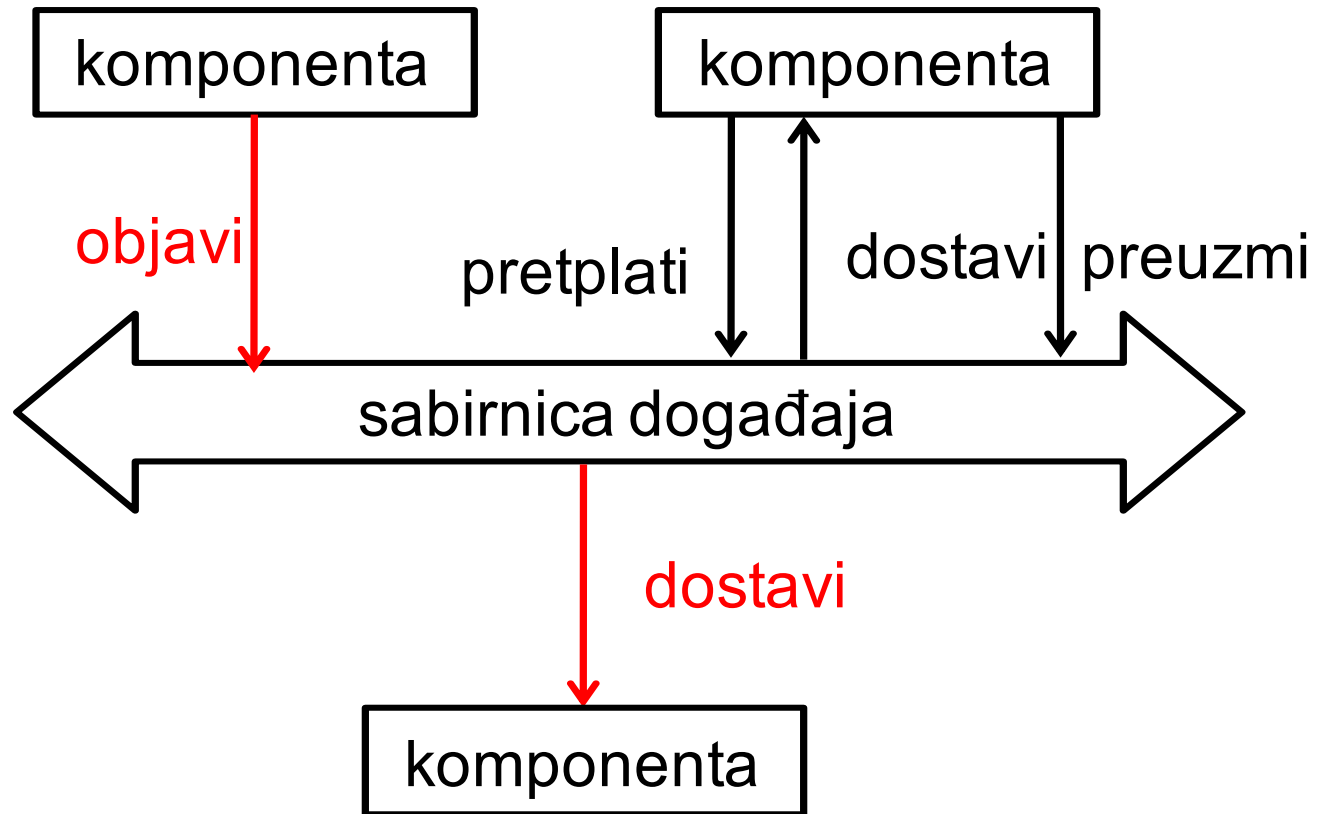 komponenta
komponenta
objavi
pretplati
dostavi
preuzmi
sabirnica događaja
dostavi
komponenta